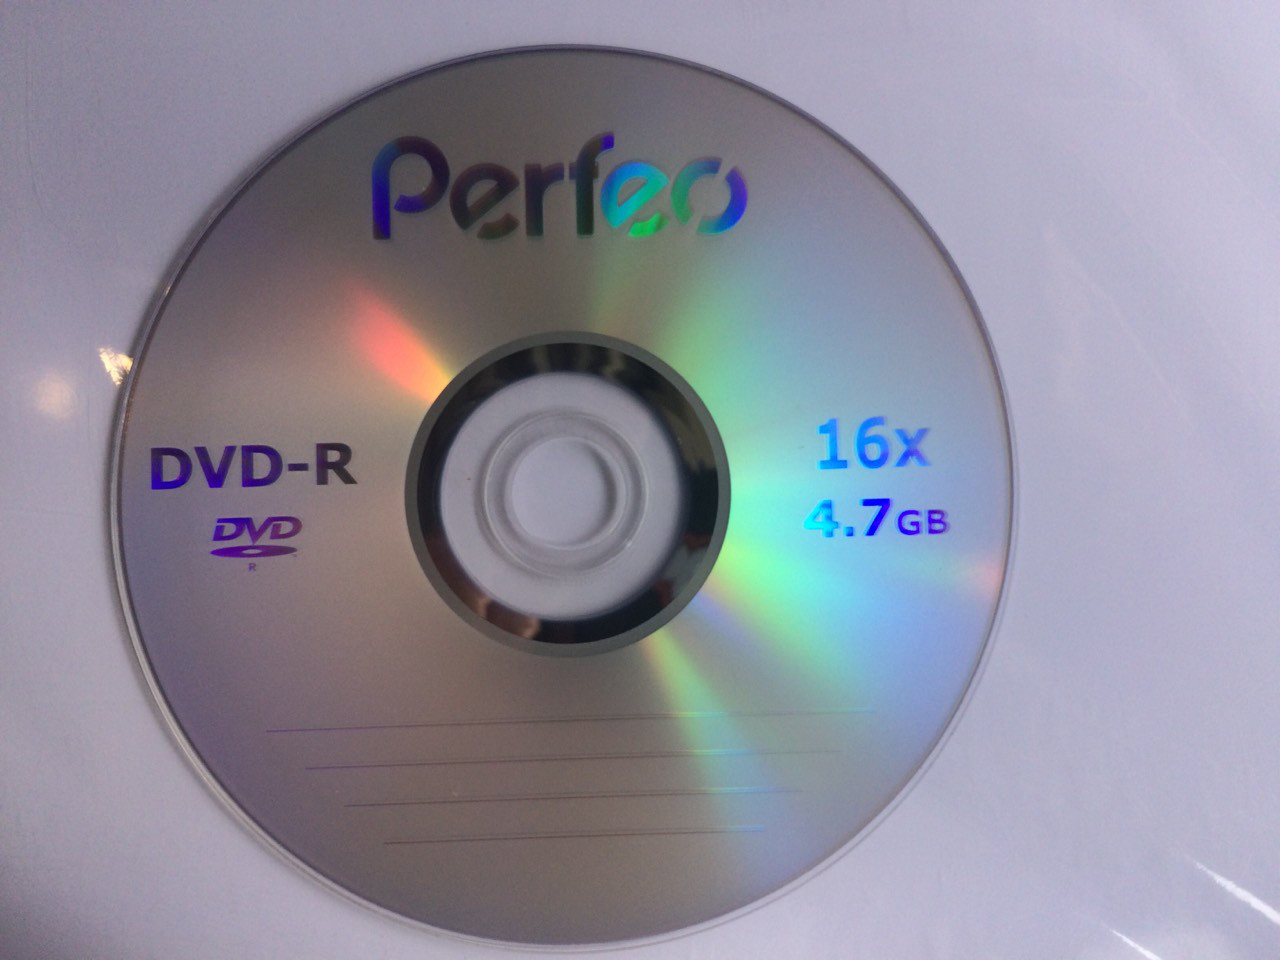 Perfeo
DVD-R
DVD
R
16x
4.7GB